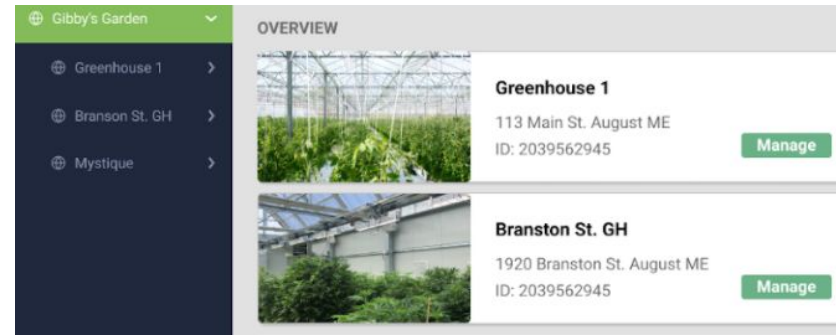 Gibby's Garden
Greenhouse 1
Branson St. GH
Mystique
OVERVIEW
Greenhouse 1
113 Main St. August ME
ID: 2039562945
Manage
Branston St. GH
1920 Branston St. August ME
ID: 2039562945
Manage